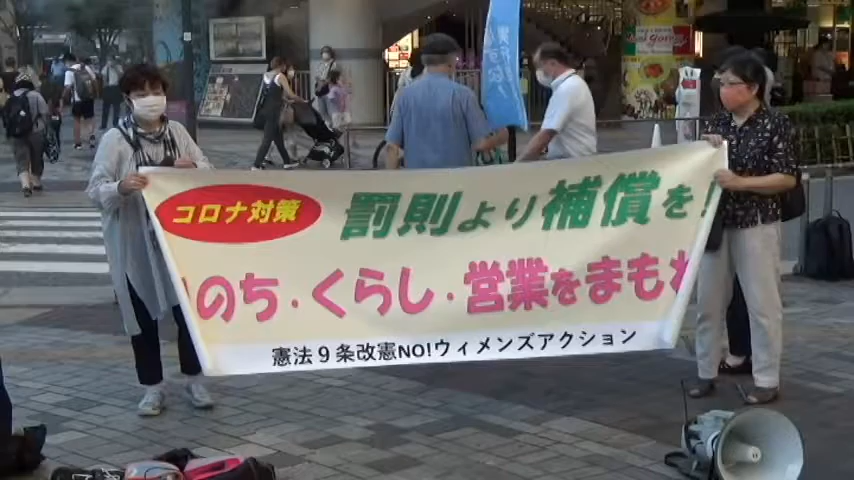 コロナ対策
罰則より補償を!
のち・くらし・営業をまもれ
憲法9条改憲NO!ウィメンズアクション